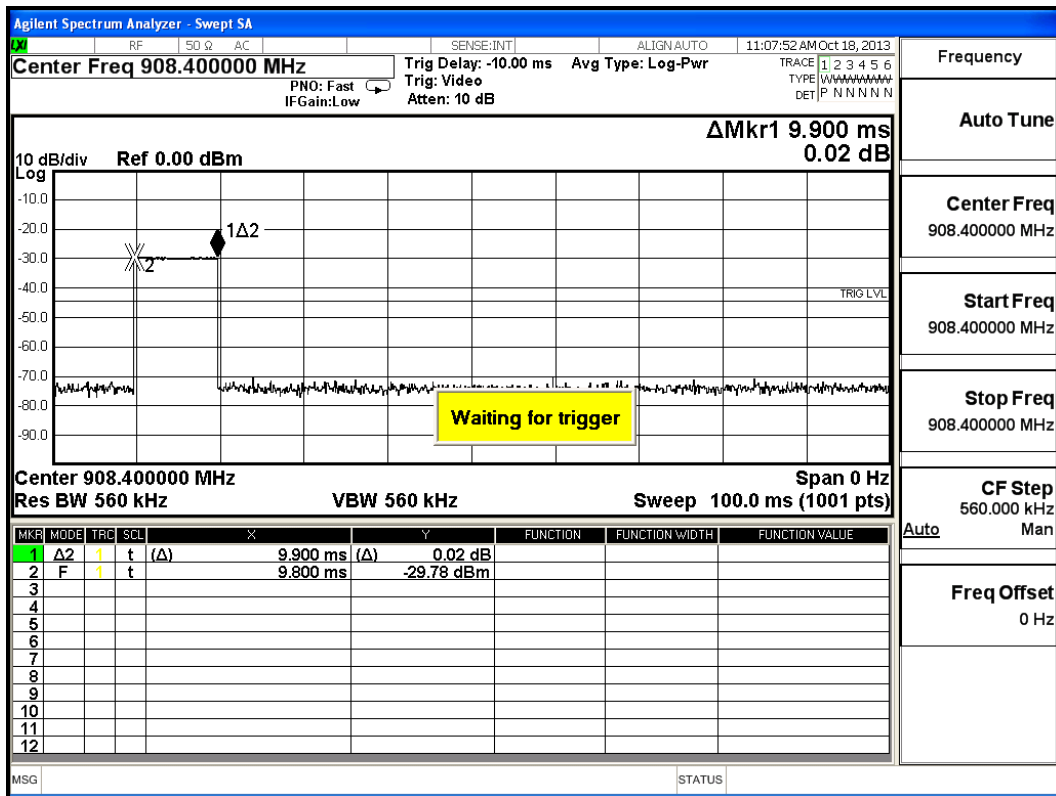 Agilent Spectrum Analyzer - Swept SA
LXI RF 50 Ω AC SENSE:INT ALIGN AUTO 11:07:52 AM Oct 18, 2013
Center Freq 908.400000 MHz
PNO: Fast
IFGain:Low
Trig Delay: -10.00 ms
Trig: Video
Atten: 10 dB
Avg Type: Log-Pwr
TRACE 1 2 3 4 5 6
TYPE
DET P N N N N N
ΔMkr1 9.900 ms
0.02 dB
10 dB/div Ref 0.00 dBm
Log
-10.0
-20.0
-30.0
-40.0
-50.0
-60.0
-70.0
-80.0
-90.0
1Δ2
2
TRIG LVL
Waiting for trigger
Center 908.400000 MHz Span 0 Hz
Res BW 560 kHz VBW 560 kHz Sweep 100.0 ms (1001 pts)
MKR MODE TRC SCL X Y FUNCTION FUNCTION WIDTH FUNCTION VALUE
1 Δ2 1 t (Δ) 9.900 ms (Δ) 0.02 dB
2 F 1 t 9.800 ms -29.78 dBm
3
4
5
6
7
8
9
10
11
12
MSG STATUS
Frequency
Auto Tune
Center Freq
908.400000 MHz
Start Freq
908.400000 MHz
Stop Freq
908.400000 MHz
CF Step
560.000 kHz
Auto Man
Freq Offset
0 Hz